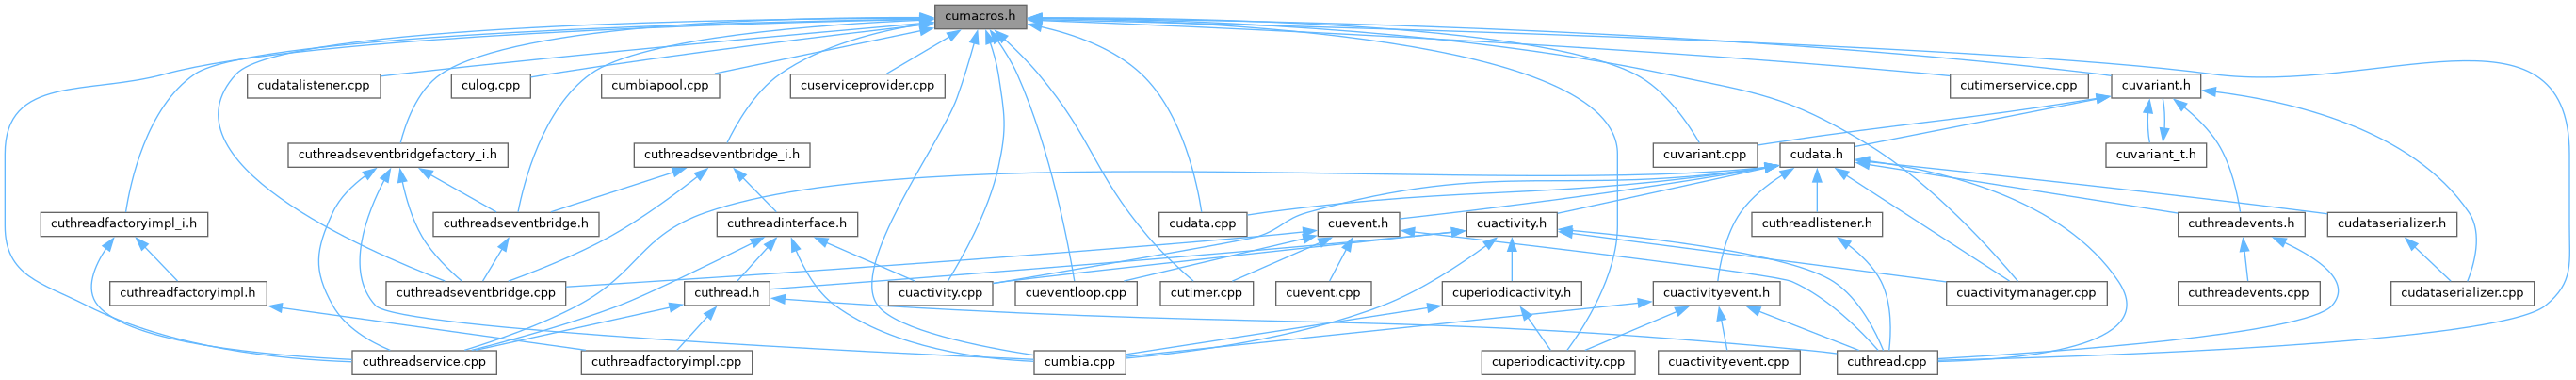 cumacros.h
cudatalistener.cpp
culog.cpp
cumbiapool.cpp
cuserviceprovider.cpp
cutimerservice.cpp
cuvariant.h
cuthreadseventbridgefactory_i.h
cuthreadseventbridge_i.h
cuvariant.cpp
cudata.h
cuvariant_t.h
cuthreadfactoryimpl_i.h
cuthreadseventbridge.h
cuthreadinterface.h
cudata.cpp
cuevent.h
cuactivity.h
cuthreadlistener.h
cuthreadevents.h
cudataserializer.h
cuthreadfactoryimpl.h
cuthreadseventbridge.cpp
cuthread.h
cuactivity.cpp
cueventloop.cpp
cutimer.cpp
cuevent.cpp
cuperiodicactivity.h
cuactivityevent.h
cuactivitymanager.cpp
cuthreadevents.cpp
cudataserializer.cpp
cuthreadservice.cpp
cuthreadfactoryimpl.cpp
cumbia.cpp
cuperiodicactivity.cpp
cuactivityevent.cpp
cuthread.cpp